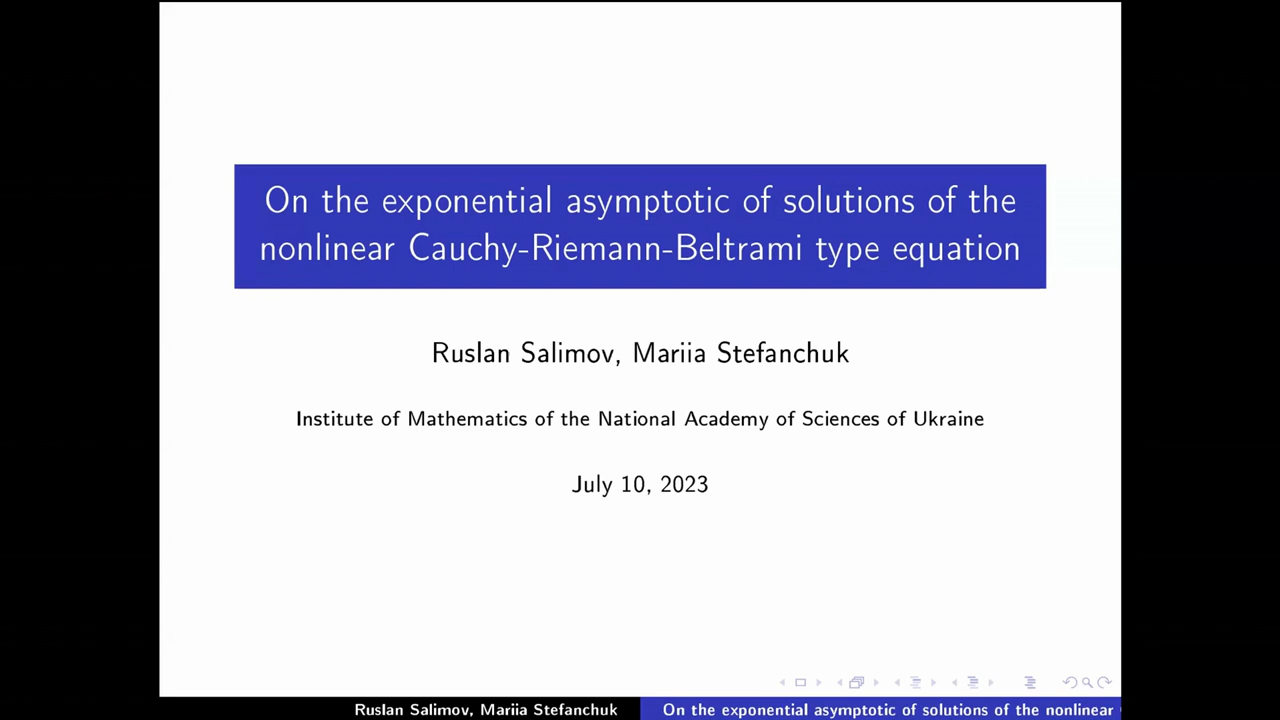 On the exponential asymptotic of solutions of the
nonlinear Cauchy-Riemann-Beltrami type equation
Ruslan Salimov, Mariia Stefanchuk
Institute of Mathematics of the National Academy of Sciences of Ukraine
July 10, 2023
Ruslan Salimov, Mariia Stefanchuk
On the exponential asymptotic of solutions of the nonlinear